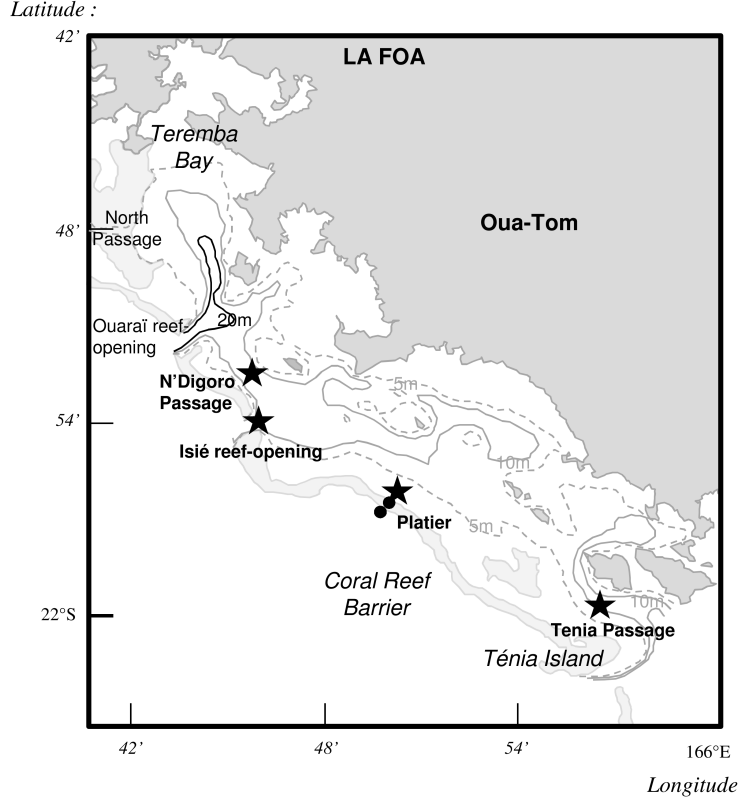 Latitude :
42’
LA FOA
Teremba
Bay
North
Passage
48’
Oua-Tom
20m
Ouaraï reef-
opening
N’Digoro
Passage
5m
54’
Isié reef-opening
10m
Platier
5m
Coral Reef
Barrier
10m
22°S
Tenia Passage
Ténia Island
42’
48’
54’
166°E
Longitude